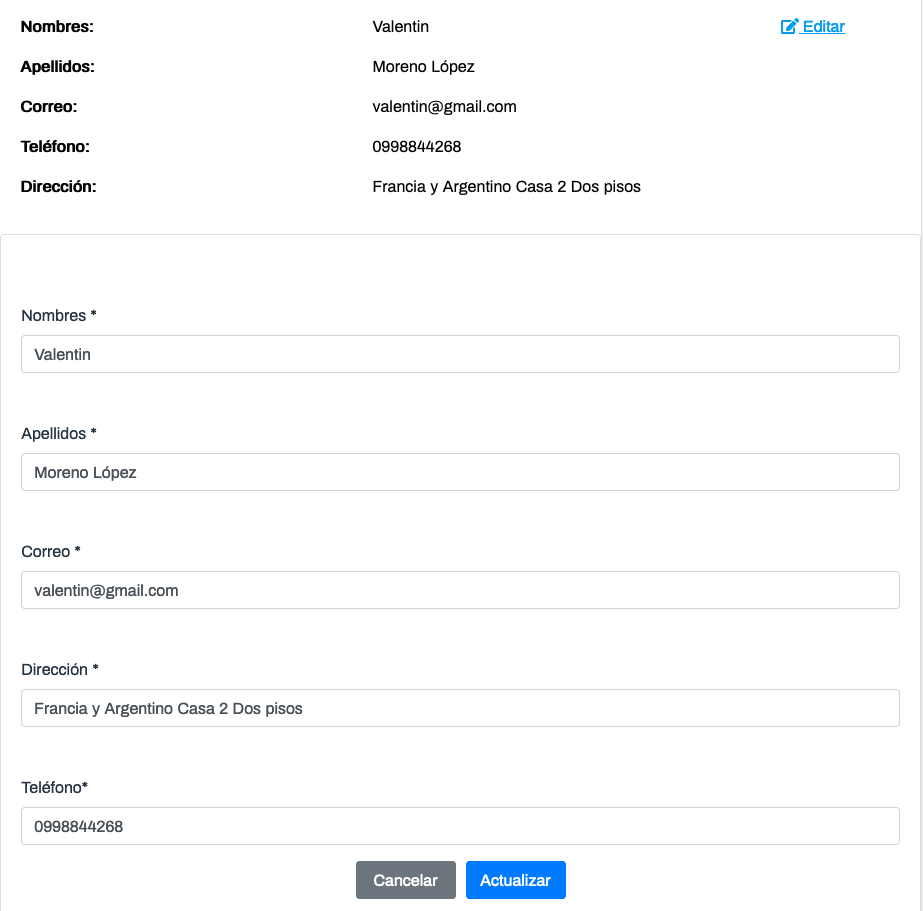 Nombres: Valentin Editar
Apellidos: Moreno López
Correo: valentin@gmail.com
Teléfono: 0998844268
Dirección: Francia y Argentino Casa 2 Dos pisos
Nombres *
Valentin
Apellidos *
Moreno López
Correo *
valentin@gmail.com
Dirección *
Francia y Argentino Casa 2 Dos pisos
Teléfono*
0998844268
Cancelar Actualizar